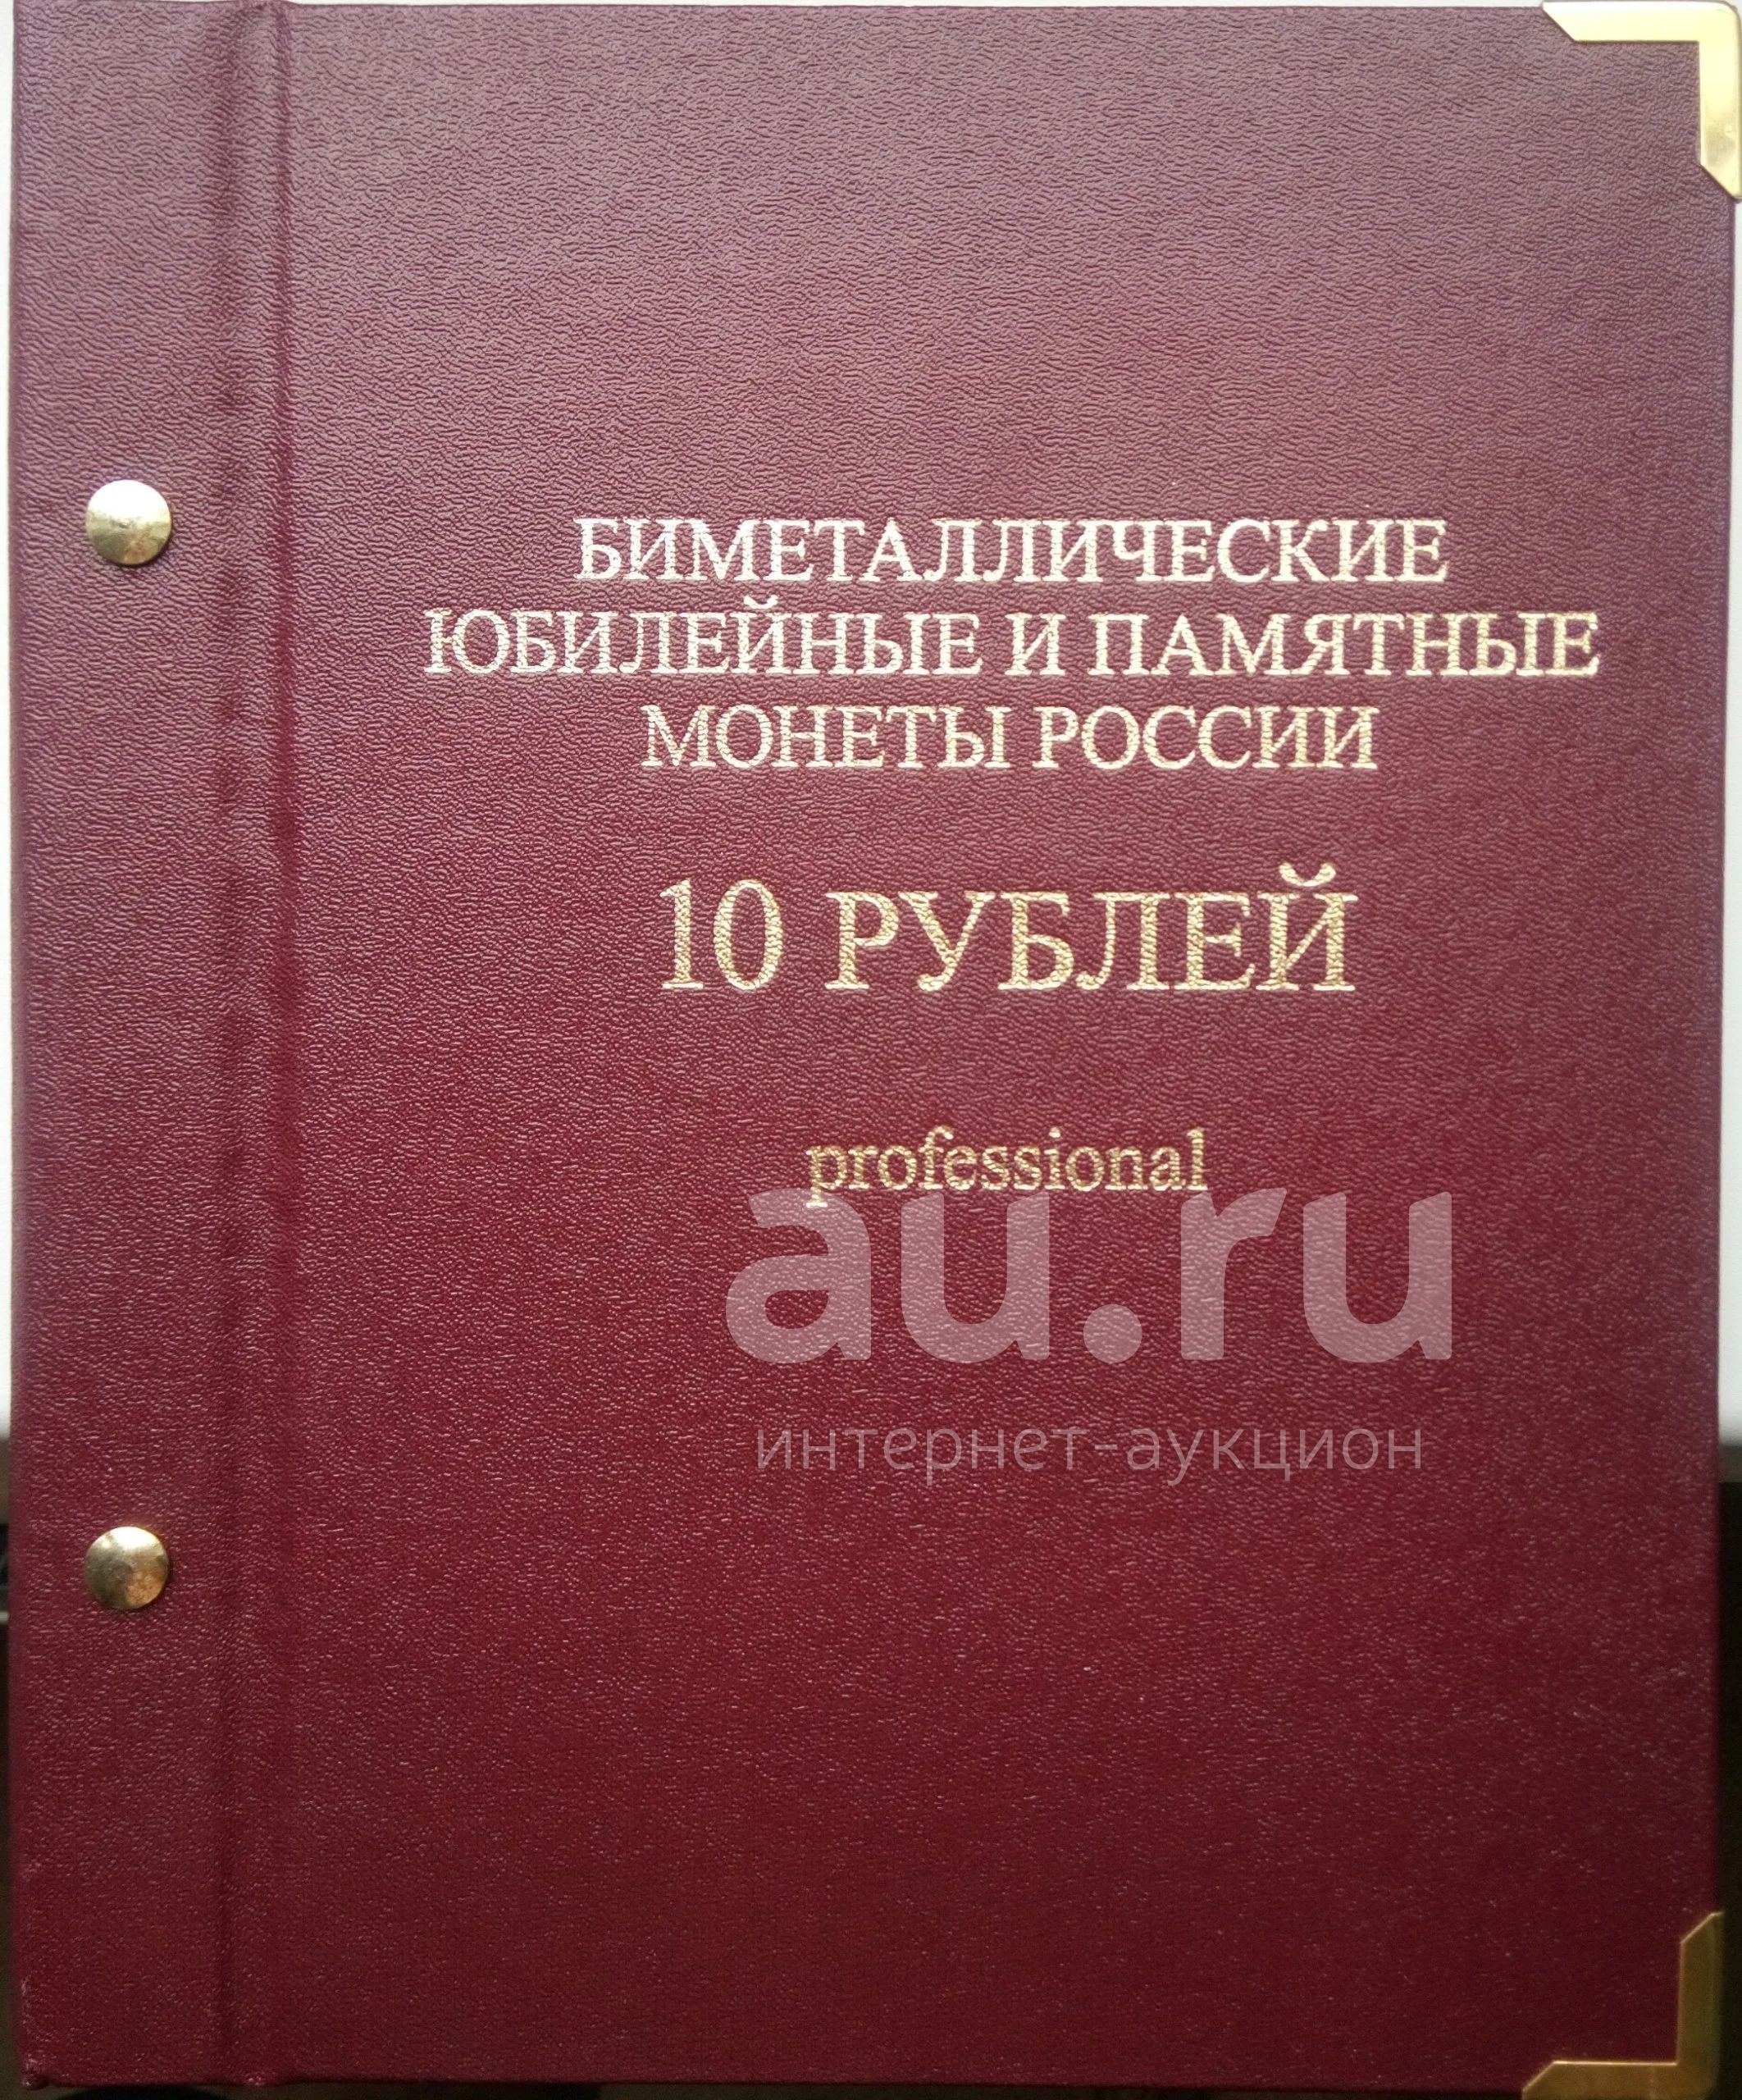 БИМЕТАЛЛИЧЕСКИЕ
ЮБИЛЕЙНЫЕ И ПАМЯТНЫЕ
МОНЕТЫ РОССИИ
10 РУБЛЕЙ
professional
au.ru
интернет-аукцион